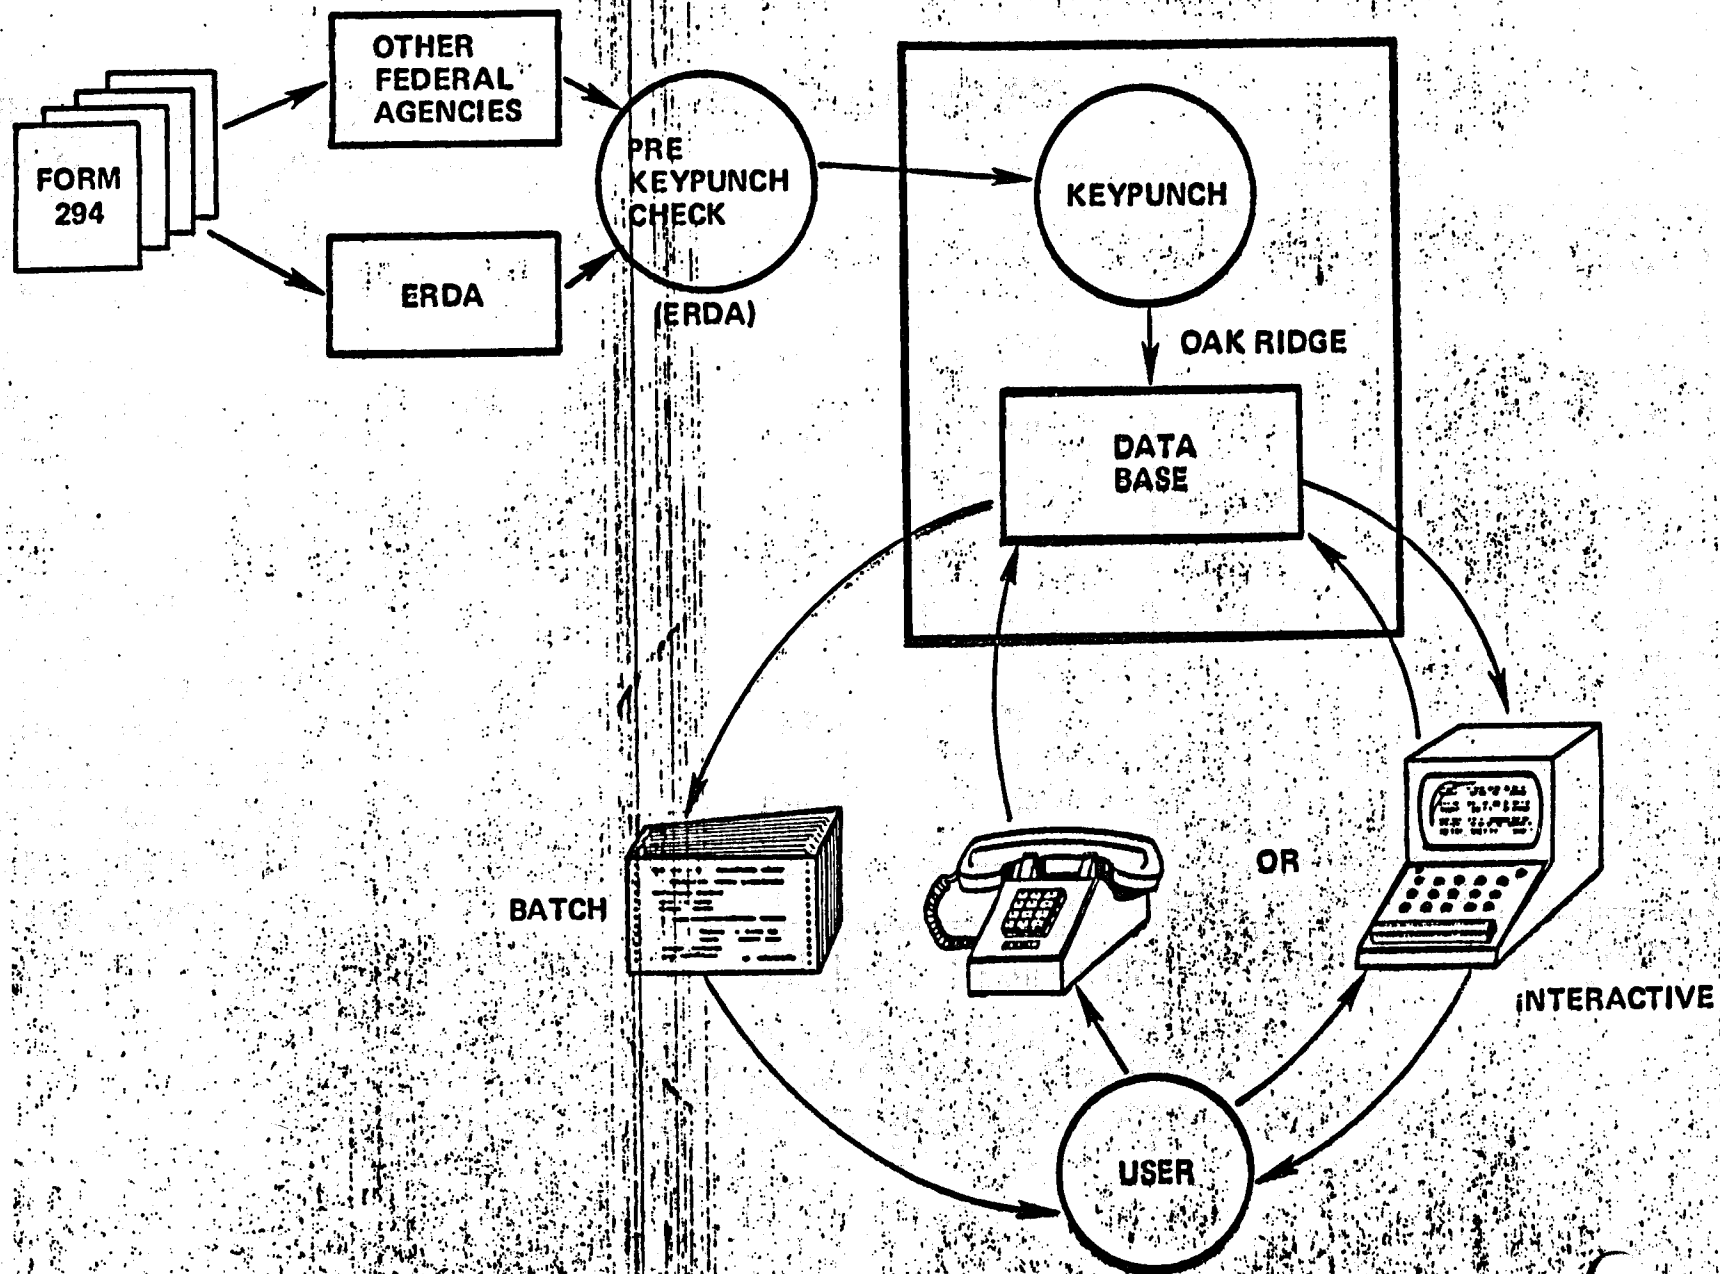 OTHER
FEDERAL
AGENCIES
FORM
294
ERDA
PRE
KEYPUNCH
CHECK
(ERDA)
KEYPUNCH
OAK RIDGE
DATA
BASE
BATCH
OR
iNTERACTIVE
USER